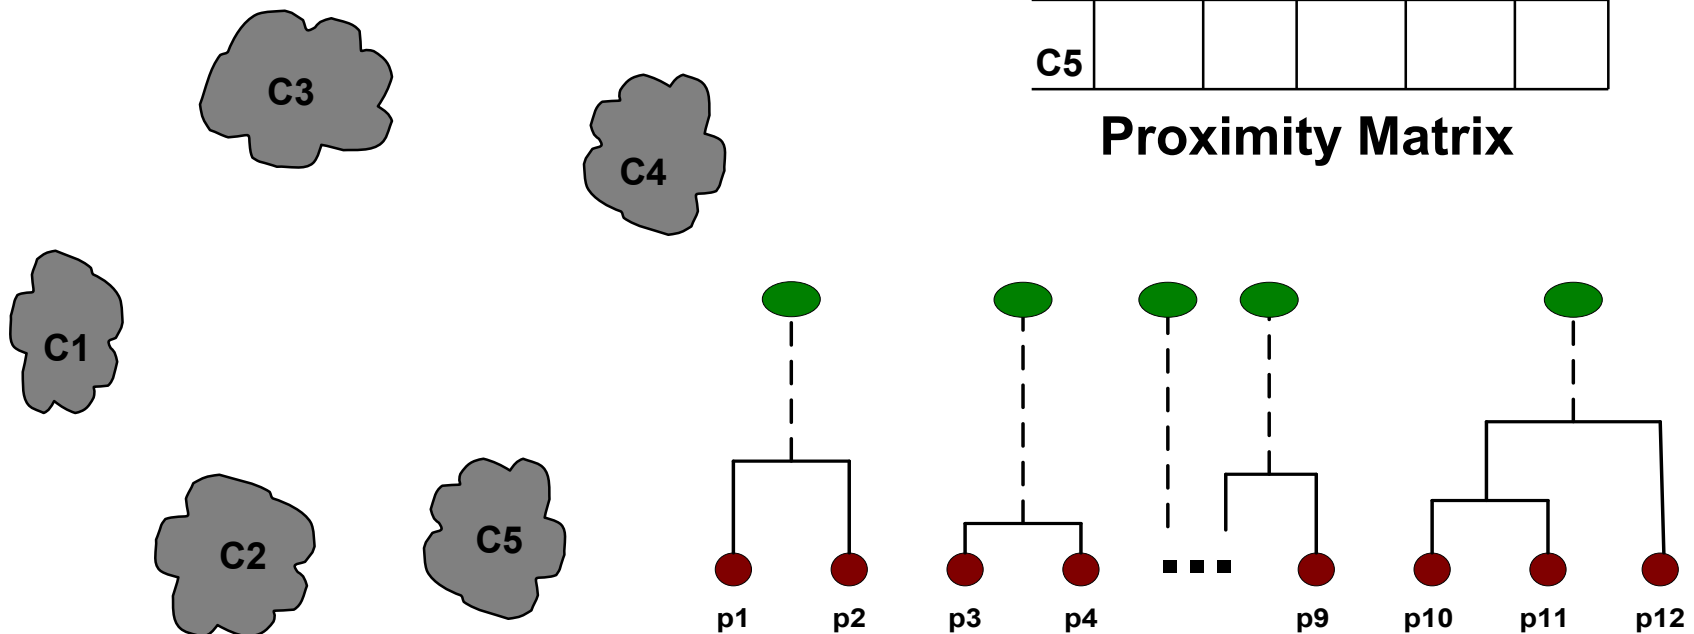 C3
C4
C1
C2
C5
C5
Proximity Matrix
...
p1 p2 p3 p4 p9 p10 p11 p12